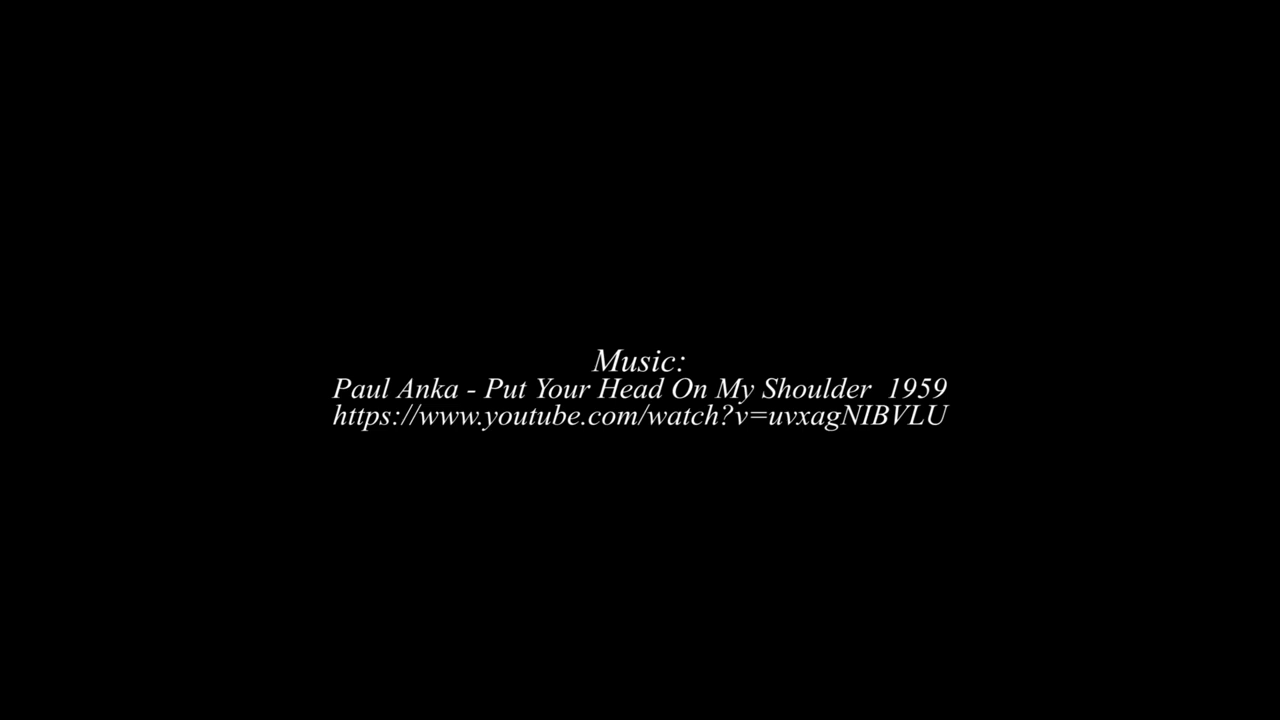 Music:
Paul Anka - Put Your Head On My Shoulder  1959
https://www.youtube.com/watch?v=uvxagNIBVLU